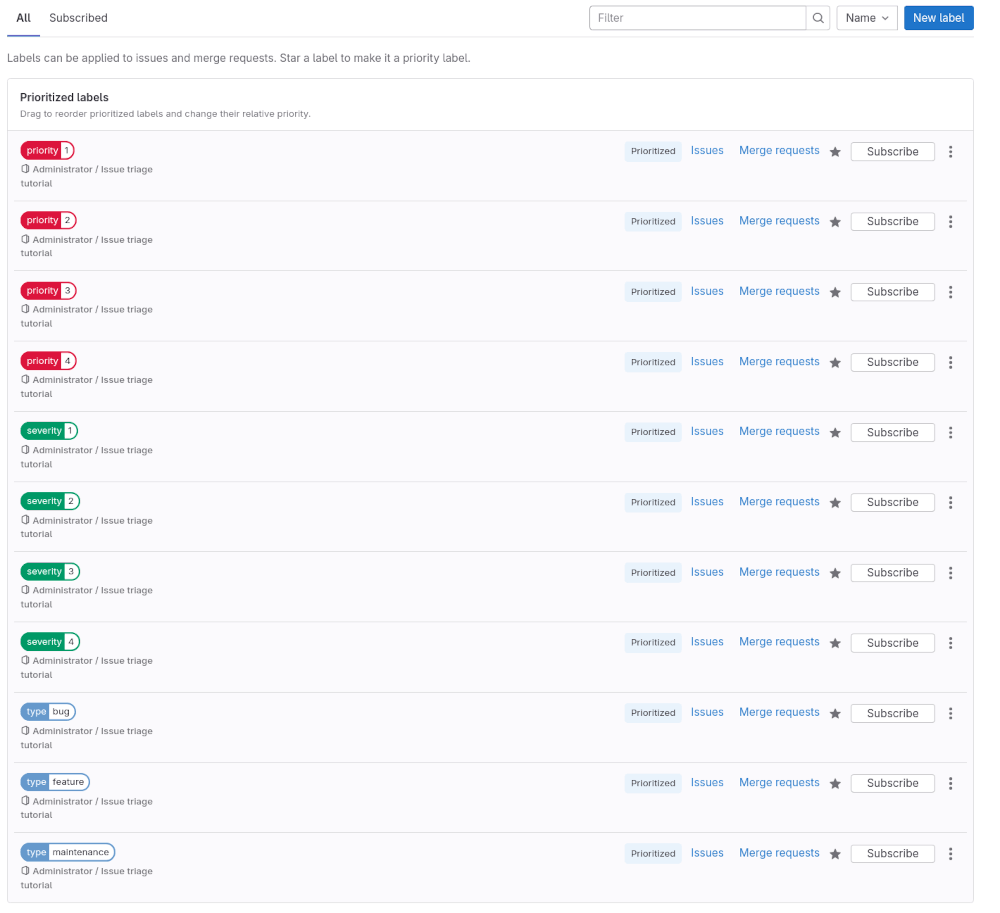 All Subscribed Filter Name New label
Labels can be applied to issues and merge requests. Star a label to make it a priority label.
Prioritized labels
Drag to reorder prioritized labels and change their relative priority.
priority 1 Prioritized Issues Merge requests Subscribe
Administrator / Issue triage
tutorial
priority 2 Prioritized Issues Merge requests Subscribe
Administrator / Issue triage
tutorial
priority 3 Prioritized Issues Merge requests Subscribe
Administrator / Issue triage
tutorial
priority 4 Prioritized Issues Merge requests Subscribe
Administrator / Issue triage
tutorial
severity 1 Prioritized Issues Merge requests Subscribe
Administrator / Issue triage
tutorial
severity 2 Prioritized Issues Merge requests Subscribe
Administrator / Issue triage
tutorial
severity 3 Prioritized Issues Merge requests Subscribe
Administrator / Issue triage
tutorial
severity 4 Prioritized Issues Merge requests Subscribe
Administrator / Issue triage
tutorial
type bug Prioritized Issues Merge requests Subscribe
Administrator / Issue triage
tutorial
type feature Prioritized Issues Merge requests Subscribe
Administrator / Issue triage
tutorial
type maintenance Prioritized Issues Merge requests Subscribe
Administrator / Issue triage
tutorial